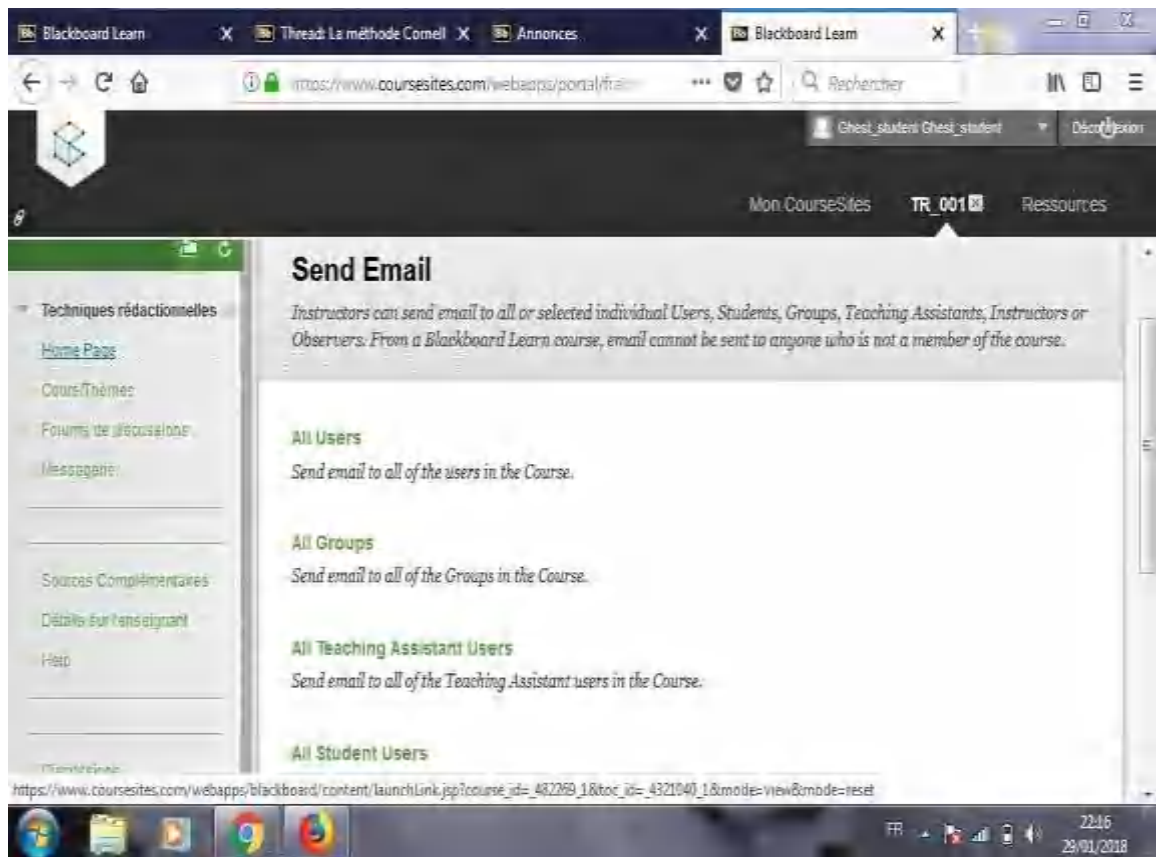 Blackboard Learn
Thread: La méthode Cornell
Annonces
Blackboard Learn
https://www.coursesites.com/webapps/portal/fra
Rechercher
Ghest_student Ghest_student
Déconnexion
Mon CourseSites
TR_001
Ressources
Techniques rédactionnelles
Home Page
Cours/Thèmes
Forums de discussions
Messagerie
Sources Complémentaires
Détails sur l'enseignant
Help
Send Email
Instructors can send email to all or selected individual Users, Students, Groups, Teaching Assistants, Instructors or
Observers. From a Blackboard Learn course, email cannot be sent to anyone who is not a member of the course.
All Users
Send email to all of the users in the Course.
All Groups
Send email to all of the Groups in the Course.
All Teaching Assistant Users
Send email to all of the Teaching Assistant users in the Course.
All Student Users
https://www.coursesites.com/webapps/blackboard/content/launchLink.jsp?course_id=_482269_1&toc_id=_4321040_1&mode=view&mode=reset
FR
22:16
29/01/2018